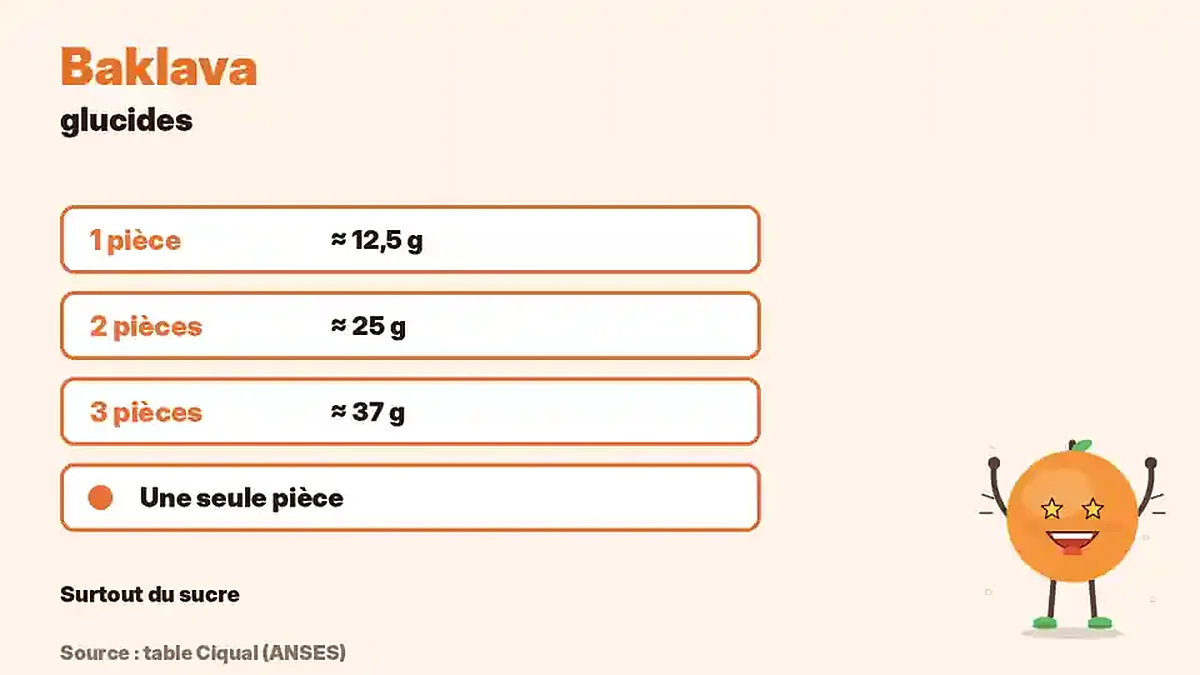 Baklava
glucides
1 pièce ≈ 12,5 g
2 pièces ≈ 25 g
3 pièces ≈ 37 g
Une seule pièce
Surtout du sucre
Source : table Ciqual (ANSES)